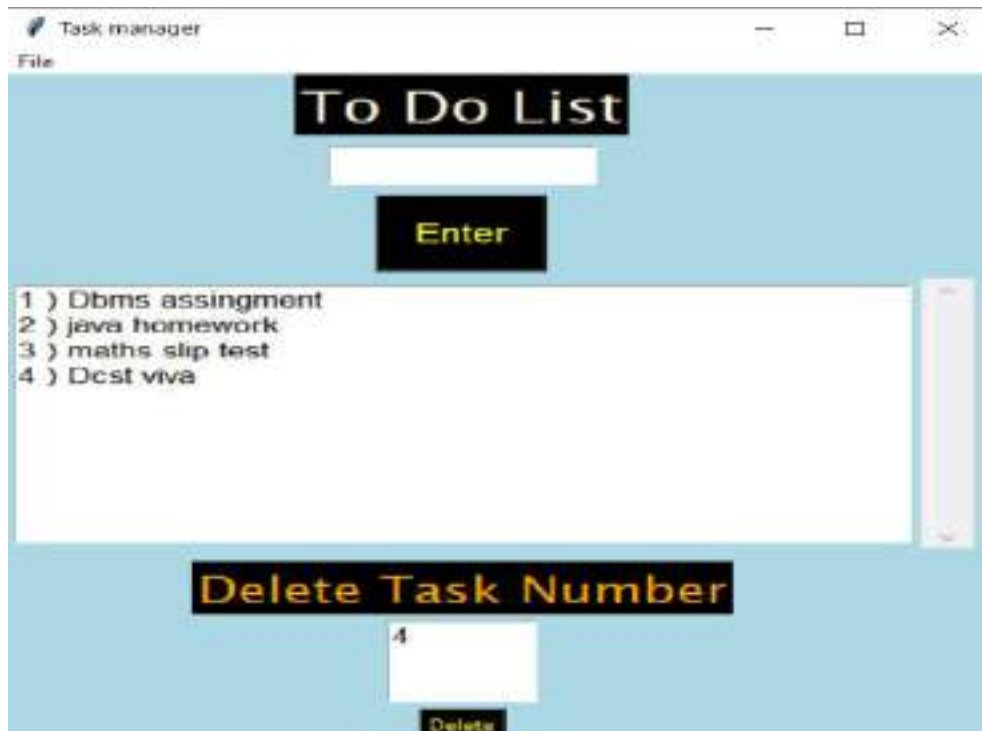 Task manager
File
To Do List
Enter
1 ) Dbms assingment
2 ) java homework
3 ) maths slip test
4 ) Dcst viva
Delete Task Number
4
Delete